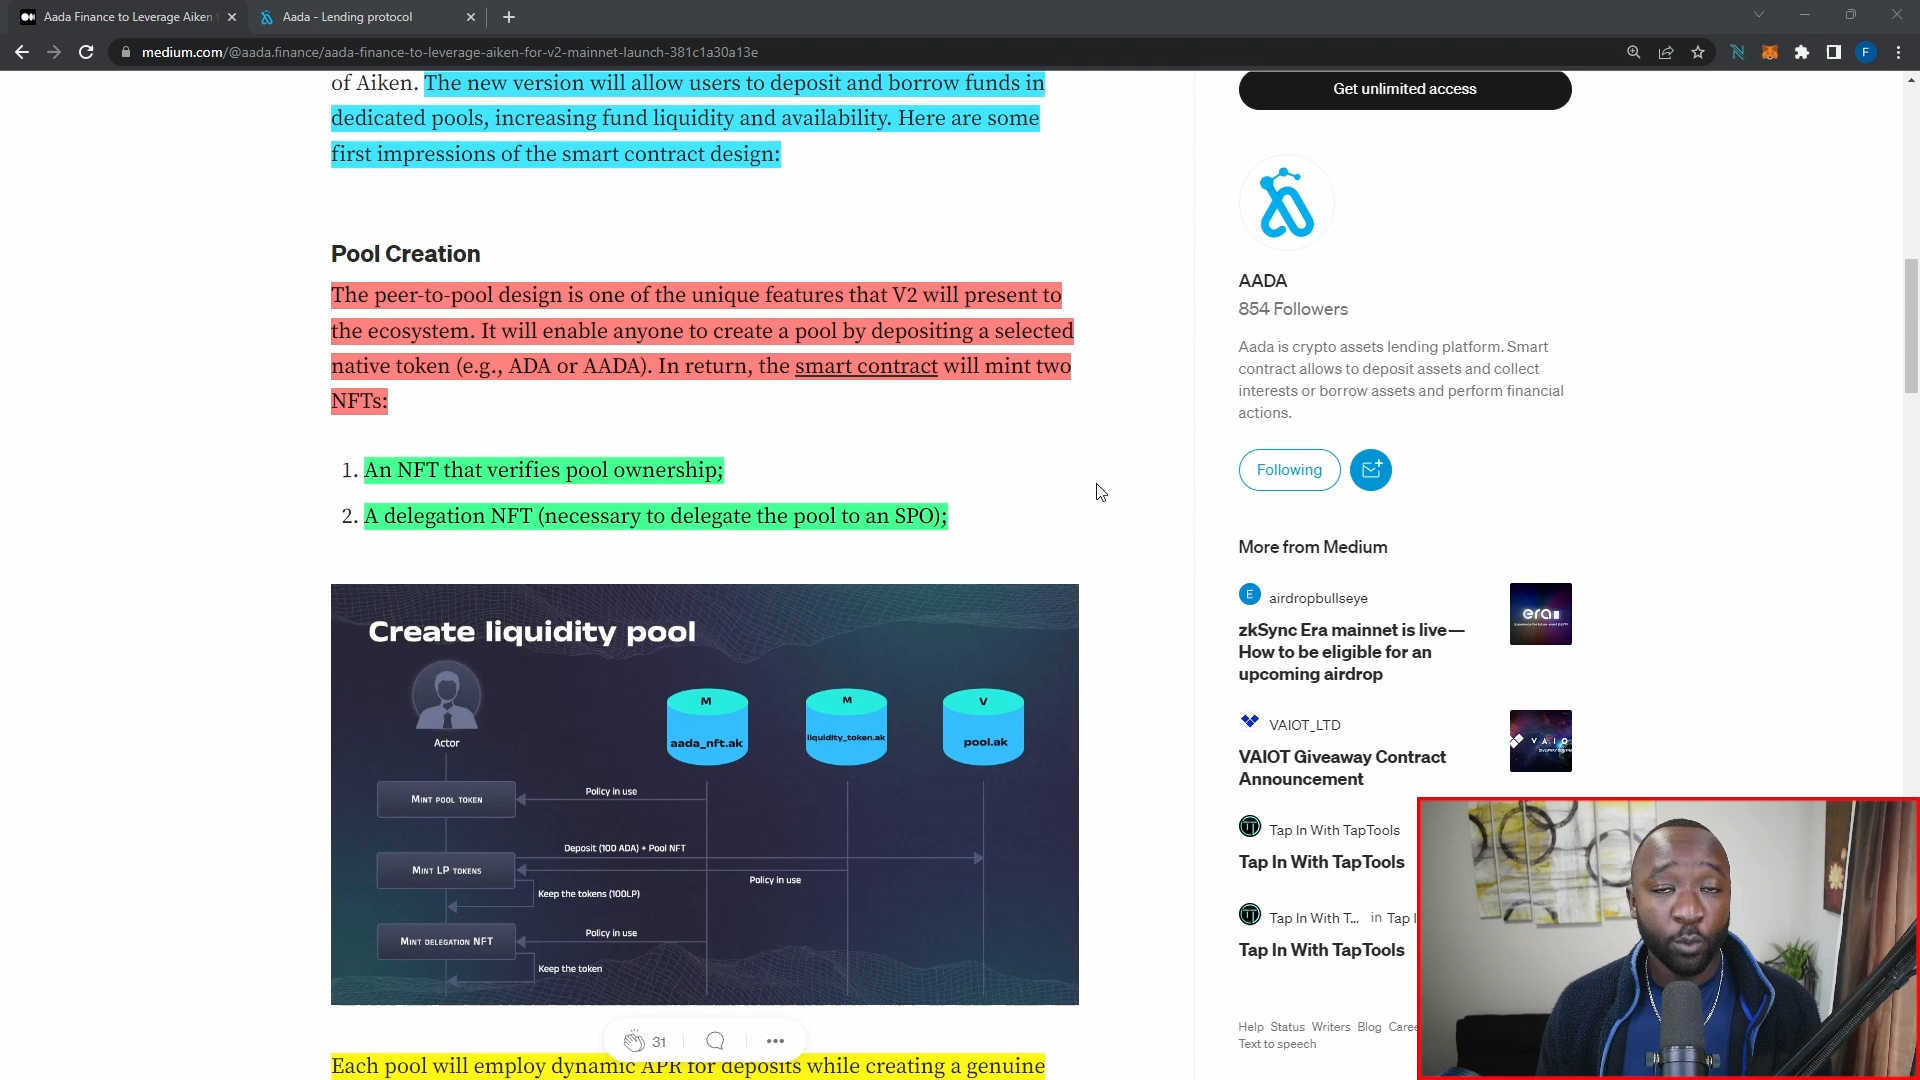 Aada Finance to Leverage Aiken
Aada - Lending protocol
medium.com/@aada.finance/aada-finance-to-leverage-aiken-for-v2-mainnet-launch-381c1a30a13e
F
of Aiken. The new version will allow users to deposit and borrow funds in
dedicated pools, increasing fund liquidity and availability. Here are some
first impressions of the smart contract design:
Pool Creation
The peer-to-pool design is one of the unique features that V2 will present to
the ecosystem. It will enable anyone to create a pool by depositing a selected
native token (e.g., ADA or AADA). In return, the smart contract will mint two
NFTs:
1. An NFT that verifies pool ownership;
2. A delegation NFT (necessary to delegate the pool to an SPO);
Create liquidity pool
Actor
M
aada_nft.ak
M
liquidity_token.ak
V
pool.ak
Mint pool token
Policy in use
Deposit (100 ADA) + Pool NFT
Mint LP tokens
Policy in use
Keep the tokens (100LP)
Mint delegation NFT
Policy in use
Keep the token
31
Each pool will employ dynamic APR for deposits while creating a genuine
Get unlimited access
AADA
854 Followers
Aada is crypto assets lending platform. Smart
contract allows to deposit assets and collect
interests or borrow assets and perform financial
actions.
Following
More from Medium
E
airdropbullseye
zkSync Era mainnet is live—
How to be eligible for an
upcoming airdrop
era
VAIOT_LTD
VAIOT Giveaway Contract
Announcement
Tap In With TapTools
Tap In With TapTools
Tap In With T... in Tap I
Tap In With TapTools
Help Status Writers Blog Caree
Text to speech